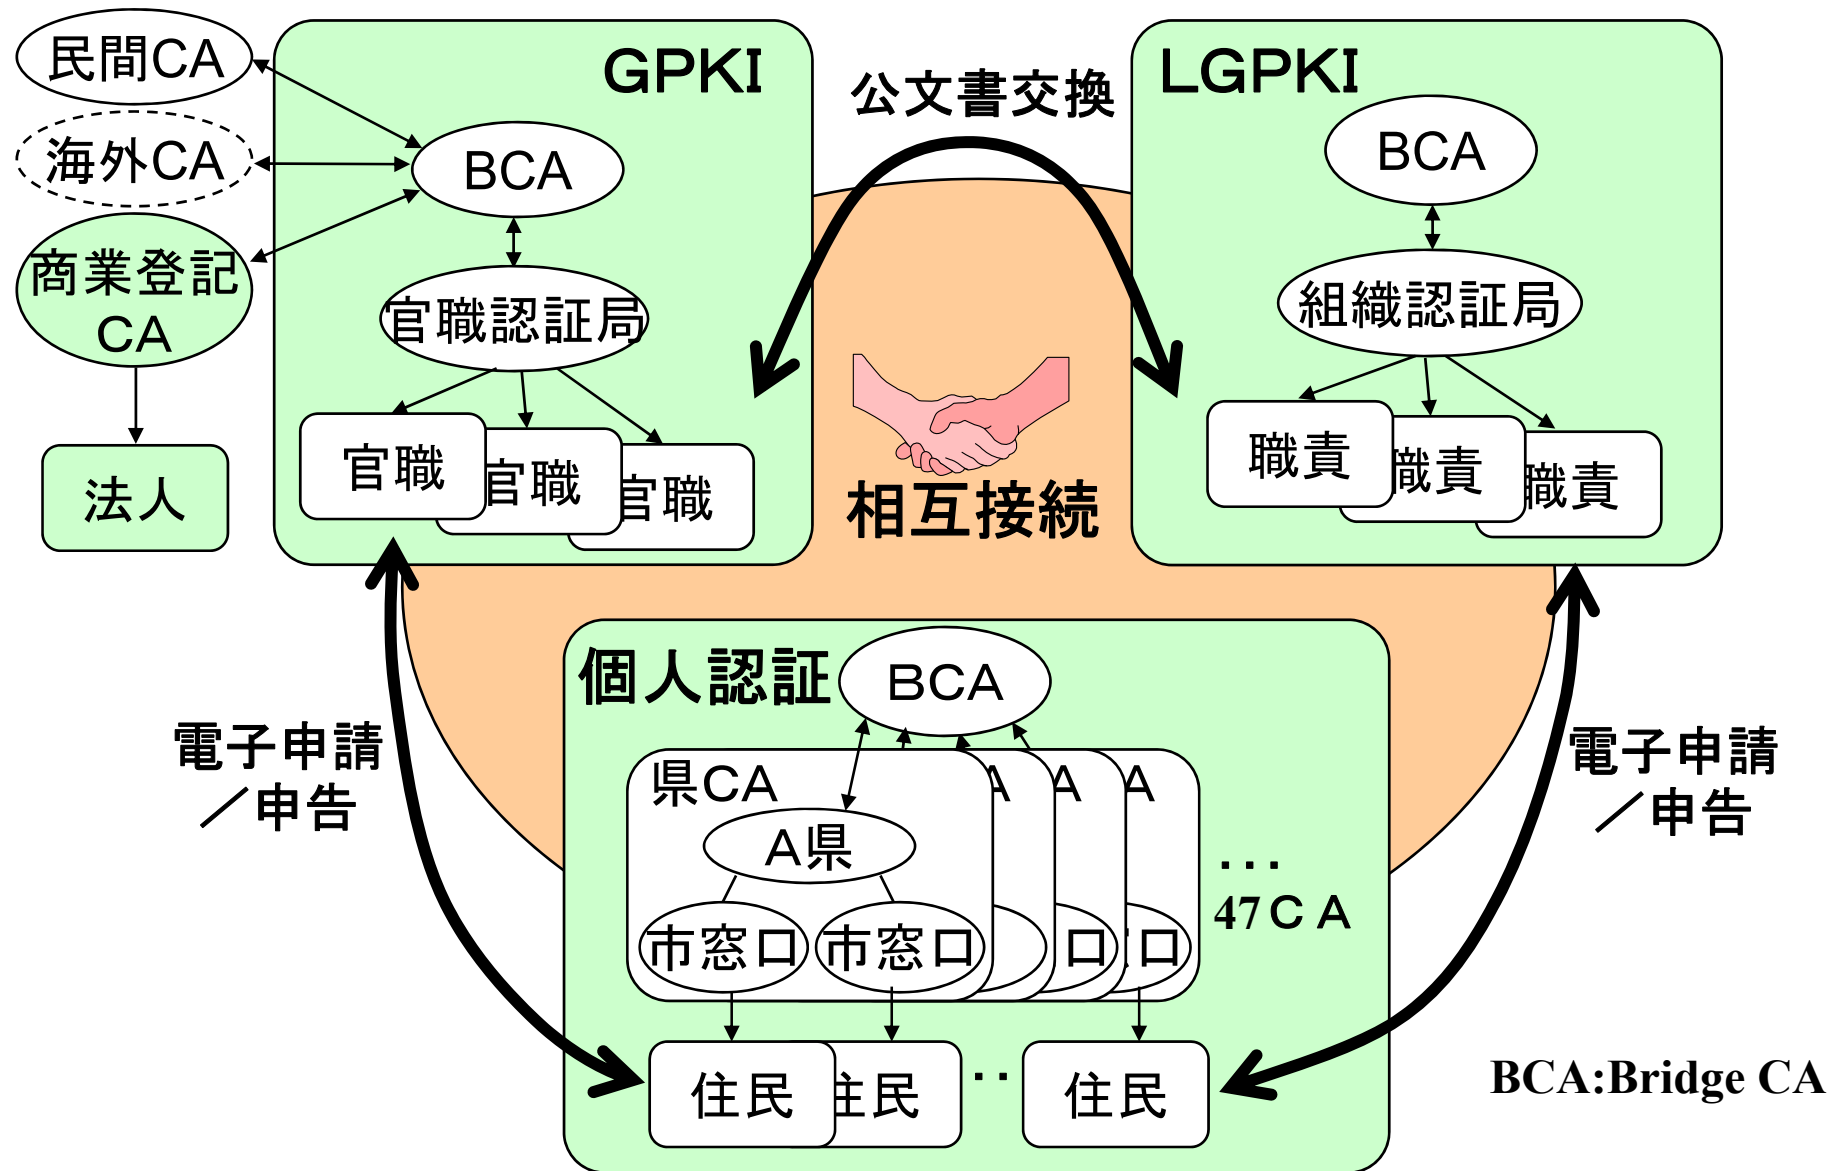 民間CA
海外CA
商業登記
CA
法人
GPKI
BCA
官職認証局
官職
官職
官職
公文書交換
相互接続
LGPKI
BCA
組織認証局
職責
職責
職責
電子申請
／申告
電子申請
／申告
個人認証
BCA
県CA
A
A
A
A県
市窓口
市窓口
口
窓口
･･･
47CA
住民
住民
･･
住民
BCA:Bridge CA